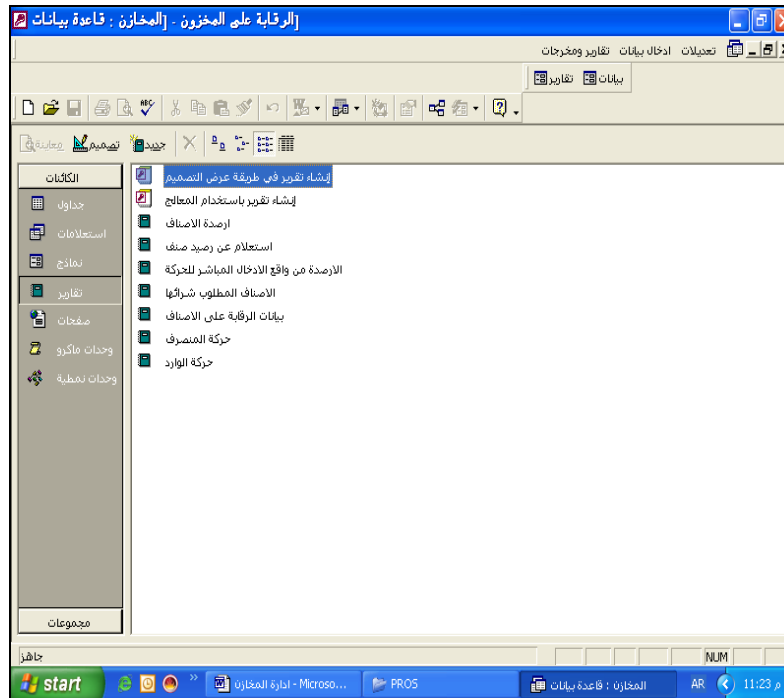 [الرقابة على المخزون - [المخازن : قاعدة بيانات
تعديلات ادخال بيانات تقارير ومخرجات
بيانات تقارير
معاينة تصميم جديد
الكائنات
جداول
استعلامات
نماذج
تقارير
صفحات
وحدات ماكرو
وحدات نمطية
مجموعات
إنشاء تقرير في طريقة عرض التصميم
إنشاء تقرير باستخدام المعالج
ارصدة الاصناف
استعلام عن رصيد صنف
الارصدة من واقع الادخال المباشر للحركة
الاصناف المطلوب شرائها
بيانات الرقابة على الاصناف
حركة المنصرف
حركة الوارد
جاهز
NUM
start
ادارة المخازن - Microso...
PRO5
المخازن : قاعدة بيانات
AR
11:23